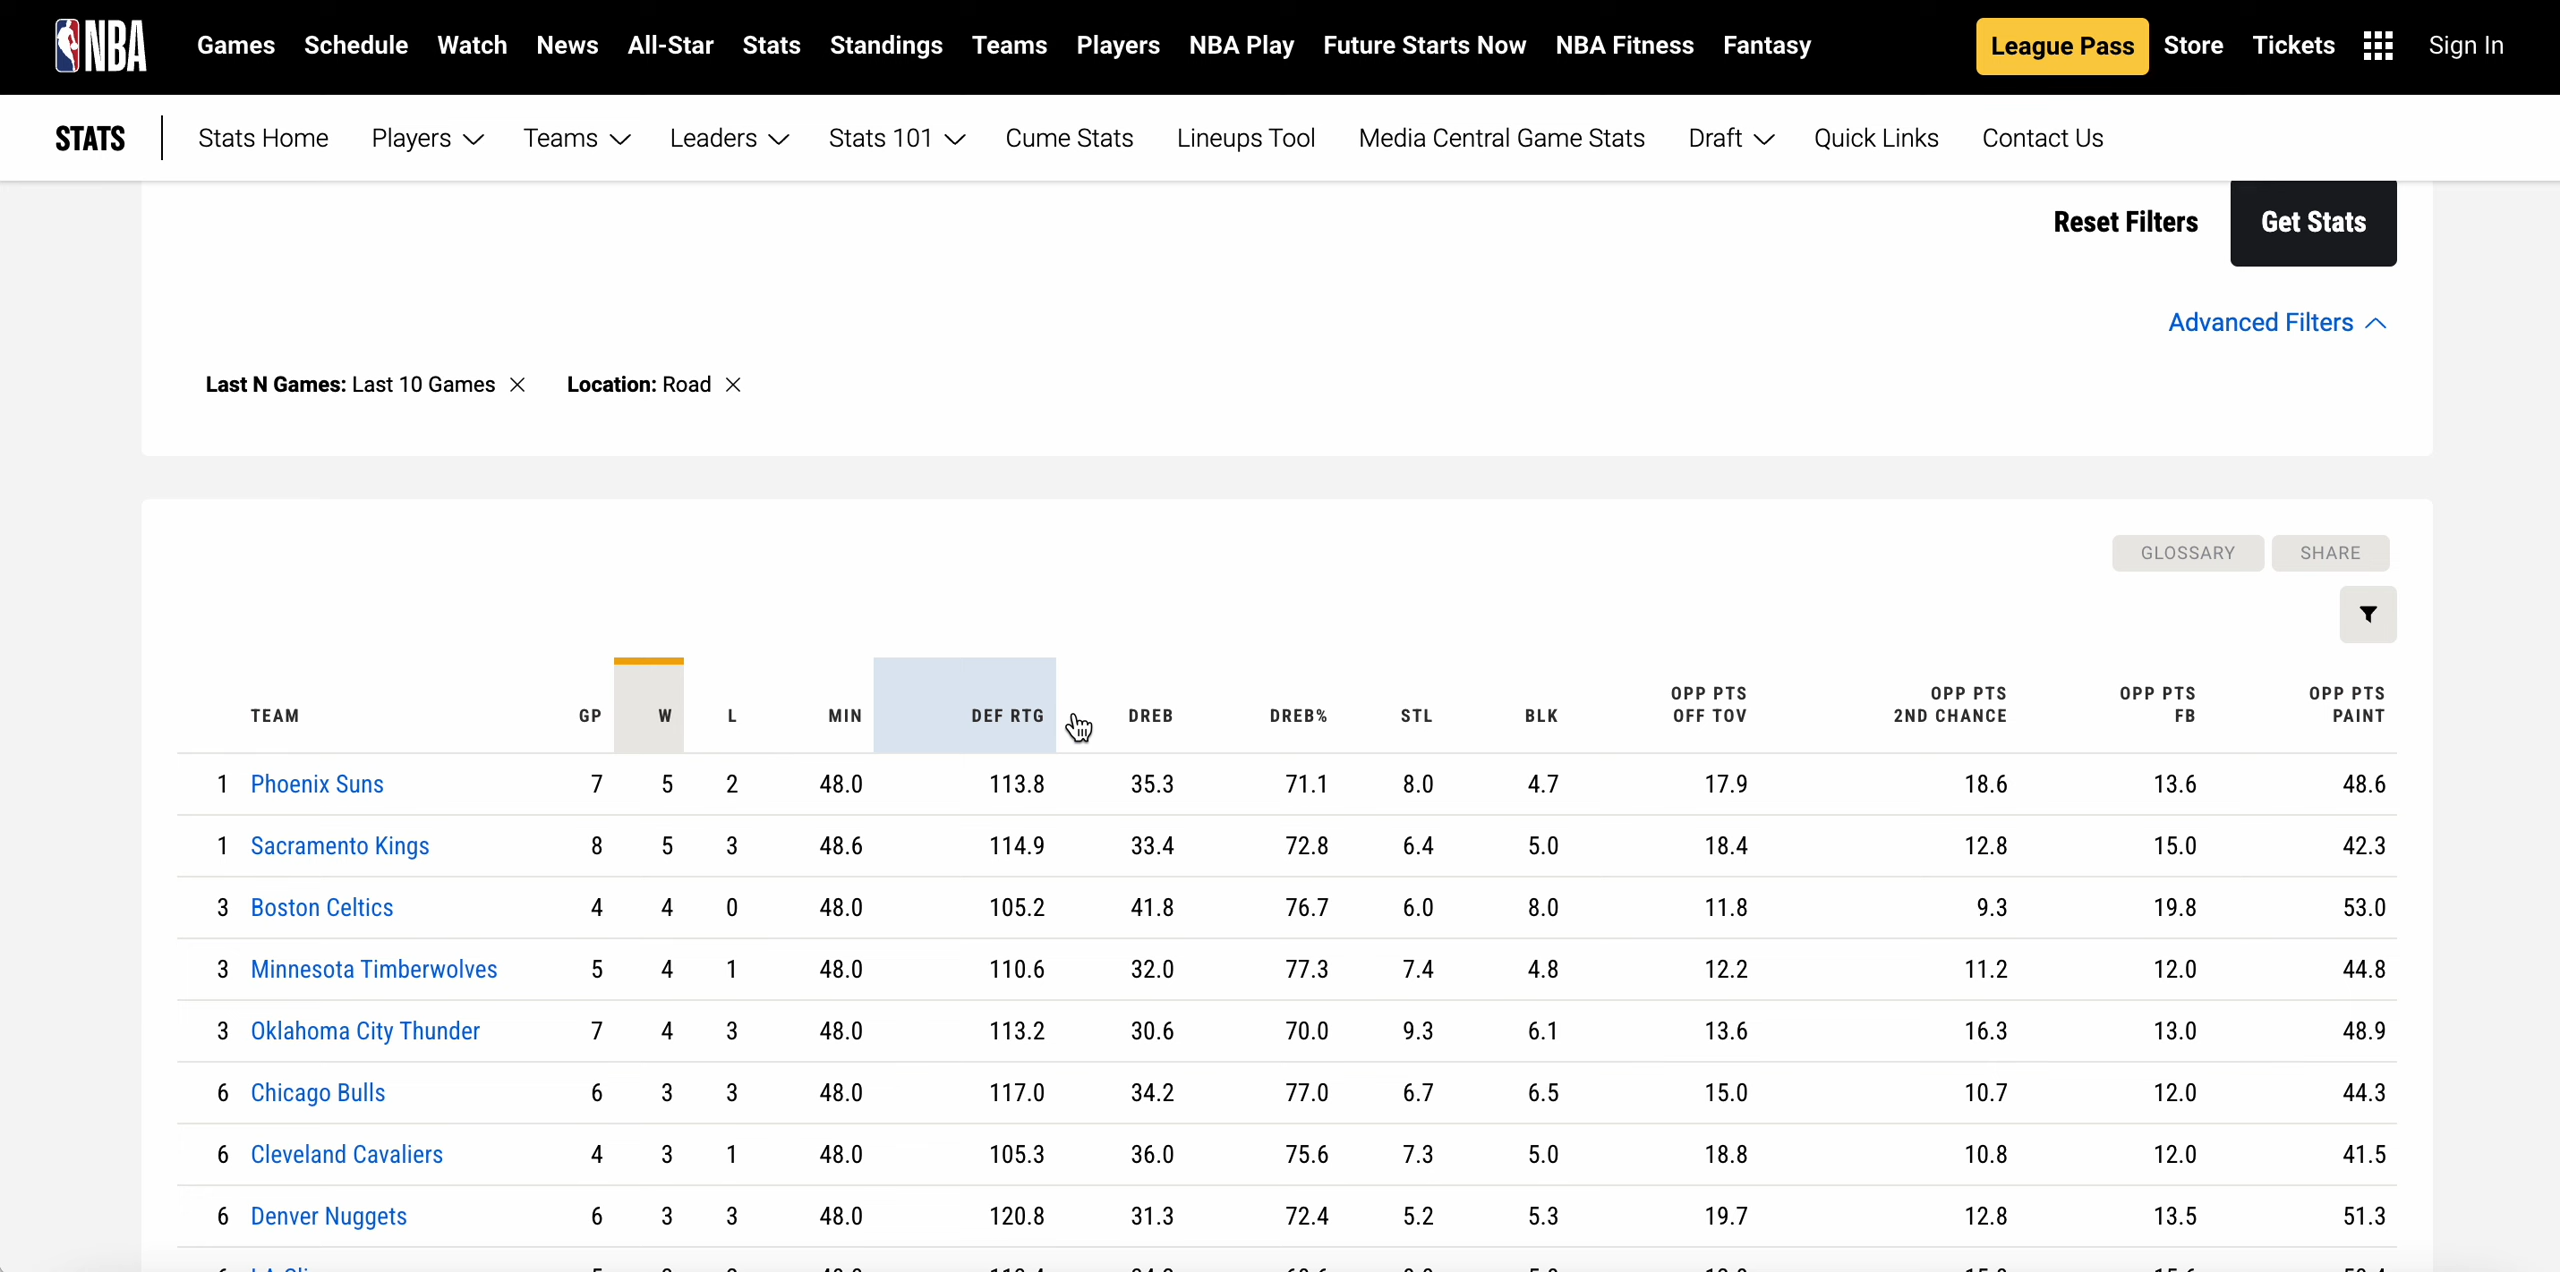 NBA Games Schedule Watch News All-Star Stats Standings Teams Players NBA Play Future Starts Now NBA Fitness Fantasy League Pass Store Tickets Sign In
STATS Stats Home Players Teams Leaders Stats 101 Cume Stats Lineups Tool Media Central Game Stats Draft Quick Links Contact Us
Reset Filters Get Stats
Advanced Filters
Last N Games: Last 10 Games Location: Road
GLOSSARY SHARE
TEAM GP W L MIN DEF RTG DREB DREB% STL BLK OPP PTS OFF TOV OPP PTS 2ND CHANCE OPP PTS FB OPP PTS PAINT
1 Phoenix Suns 7 5 2 48.0 113.8 35.3 71.1 8.0 4.7 17.9 18.6 13.6 48.6
1 Sacramento Kings 8 5 3 48.6 114.9 33.4 72.8 6.4 5.0 18.4 12.8 15.0 42.3
3 Boston Celtics 4 4 0 48.0 105.2 41.8 76.7 6.0 8.0 11.8 9.3 19.8 53.0
3 Minnesota Timberwolves 5 4 1 48.0 110.6 32.0 77.3 7.4 4.8 12.2 11.2 12.0 44.8
3 Oklahoma City Thunder 7 4 3 48.0 113.2 30.6 70.0 9.3 6.1 13.6 16.3 13.0 48.9
6 Chicago Bulls 6 3 3 48.0 117.0 34.2 77.0 6.7 6.5 15.0 10.7 12.0 44.3
6 Cleveland Cavaliers 4 3 1 48.0 105.3 36.0 75.6 7.3 5.0 18.8 10.8 12.0 41.5
6 Denver Nuggets 6 3 3 48.0 120.8 31.3 72.4 5.2 5.3 19.7 12.8 13.5 51.3